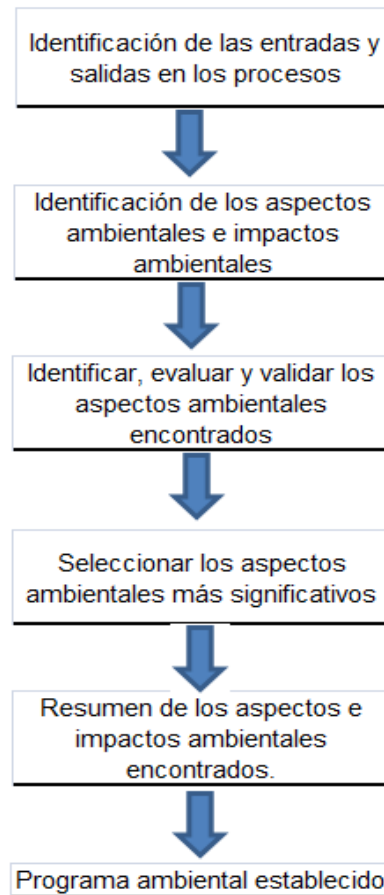 Identificación de las entradas y
salidas en los procesos
Identificación de los aspectos
ambientales e impactos
ambientales
Identificar, evaluar y validar los
aspectos ambientales
encontrados
Seleccionar los aspectos
ambientales más significativos
Resumen de los aspectos e
impactos ambientales
encontrados.
Programa ambiental establecido